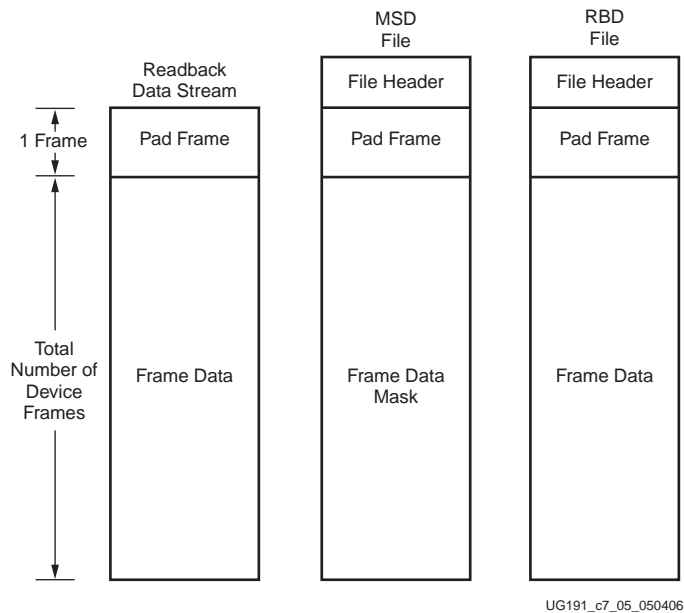 MSD
File
RBD
File
Readback
Data Stream
File Header
File Header
1 Frame
Pad Frame
Pad Frame
Pad Frame
Total
Number of
Device
Frames
Frame Data
Frame Data
Mask
Frame Data
UG191_c7_05_050406